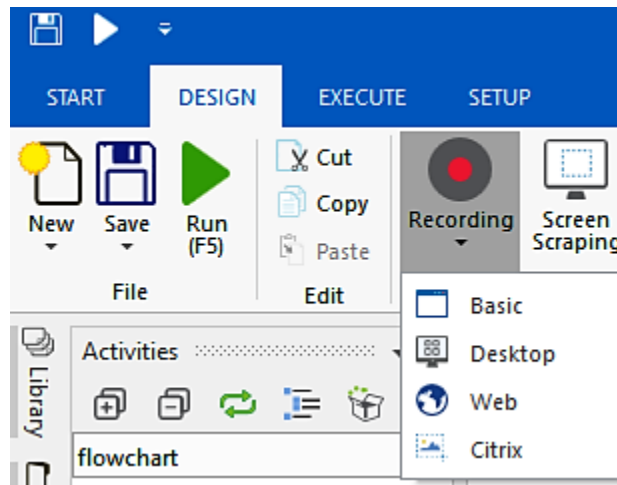 START DESIGN EXECUTE SETUP
New Save Run
(F5)
Cut
Copy
Paste
Recording
Screen
Scraping
File
Edit
Basic
Desktop
Web
Citrix
Library
Activities
flowchart